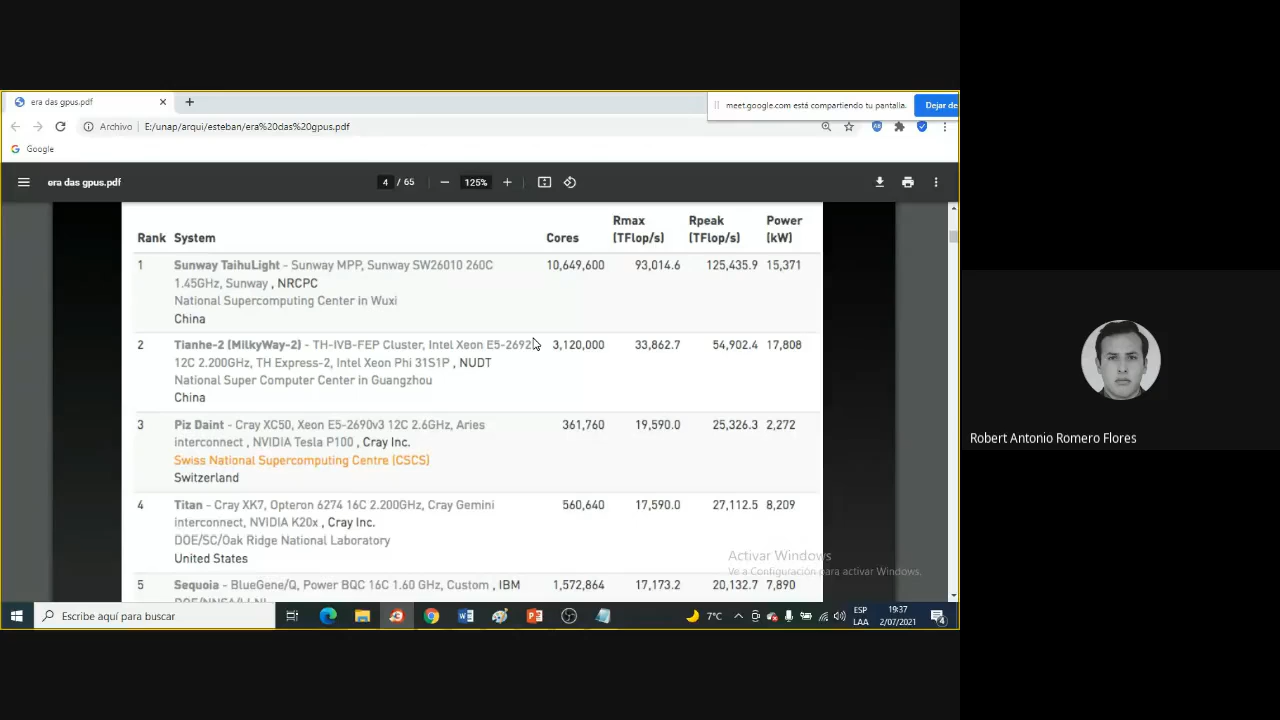 era das gpus.pdf
meet.google.com está compartiendo tu pantalla.
Dejar de
Archivo
E:/unap/arqui/esteban/era%20das%20gpus.pdf
Google
era das gpus.pdf
4 / 65
125%
Rank System Cores Rmax (TFlop/s) Rpeak (TFlop/s) Power (kW)
1 Sunway TaihuLight - Sunway MPP, Sunway SW26010 260C 10,649,600 93,014.6 125,435.9 15,371
1.45GHz, Sunway , NRCPC
National Supercomputing Center in Wuxi
China
2 Tianhe-2 (MilkyWay-2) - TH-IVB-FEP Cluster, Intel Xeon E5-2692 3,120,000 33,862.7 54,902.4 17,808
12C 2.200GHz, TH Express-2, Intel Xeon Phi 31S1P , NUDT
National Super Computer Center in Guangzhou
China
3 Piz Daint - Cray XC50, Xeon E5-2690v3 12C 2.6GHz, Aries 361,760 19,590.0 25,326.3 2,272
interconnect , NVIDIA Tesla P100 , Cray Inc.
Swiss National Supercomputing Centre (CSCS)
Switzerland
4 Titan - Cray XK7, Opteron 6274 16C 2.200GHz, Cray Gemini 560,640 17,590.0 27,112.5 8,209
interconnect, NVIDIA K20x , Cray Inc.
DOE/SC/Oak Ridge National Laboratory
United States
5 Sequoia - BlueGene/Q, Power BQC 16C 1.60 GHz, Custom , IBM 1,572,864 17,173.2 20,132.7 7,890
Activar Windows
Ve a Configuración para activar Windows.
Escribe aquí para buscar
7°C
ESP
LAA
19:37
2/07/2021
4
Robert Antonio Romero Flores